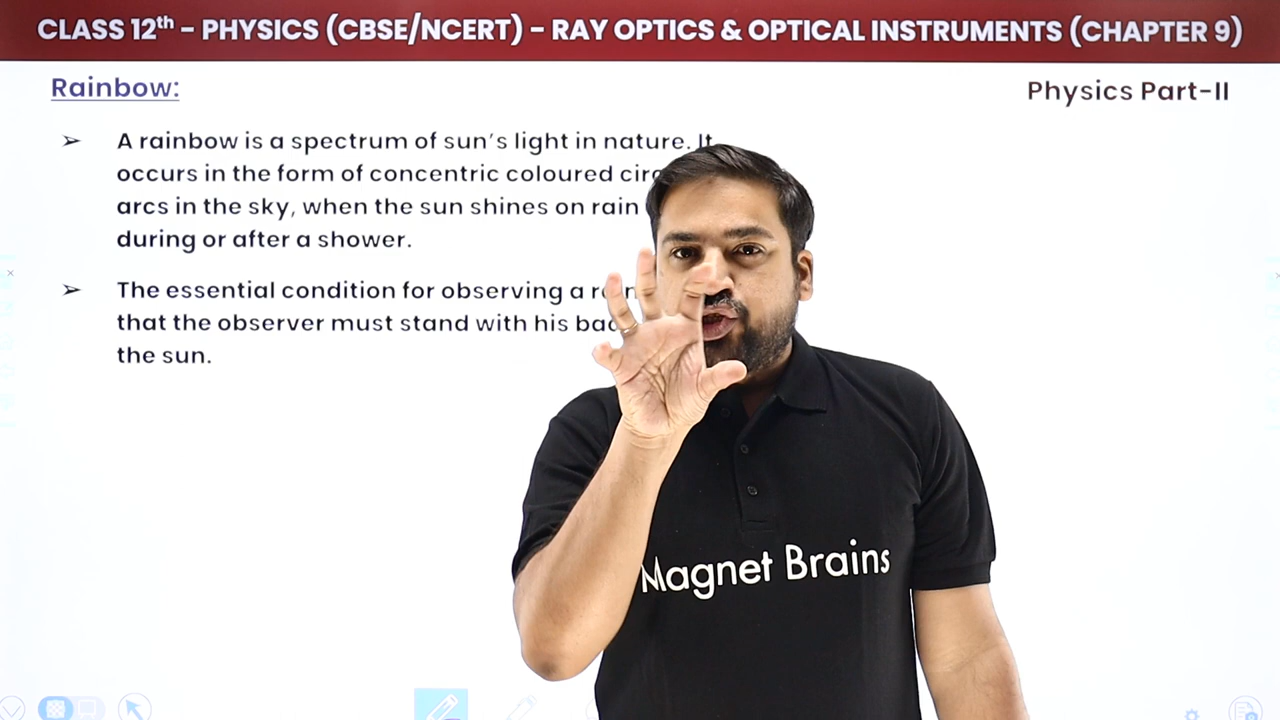 CLASS 12th – PHYSICS (CBSE/NCERT) – RAY OPTICS & OPTICAL INSTRUMENTS (CHAPTER 9)
Rainbow:
Physics Part-II
➢ A rainbow is a spectrum of sun's light in nature. It
occurs in the form of concentric coloured
arcs in the sky, when the sun shines on rain
during or after a shower.
➢ The essential condition for observing a
that the observer must stand with his
the sun.
Magnet Brains